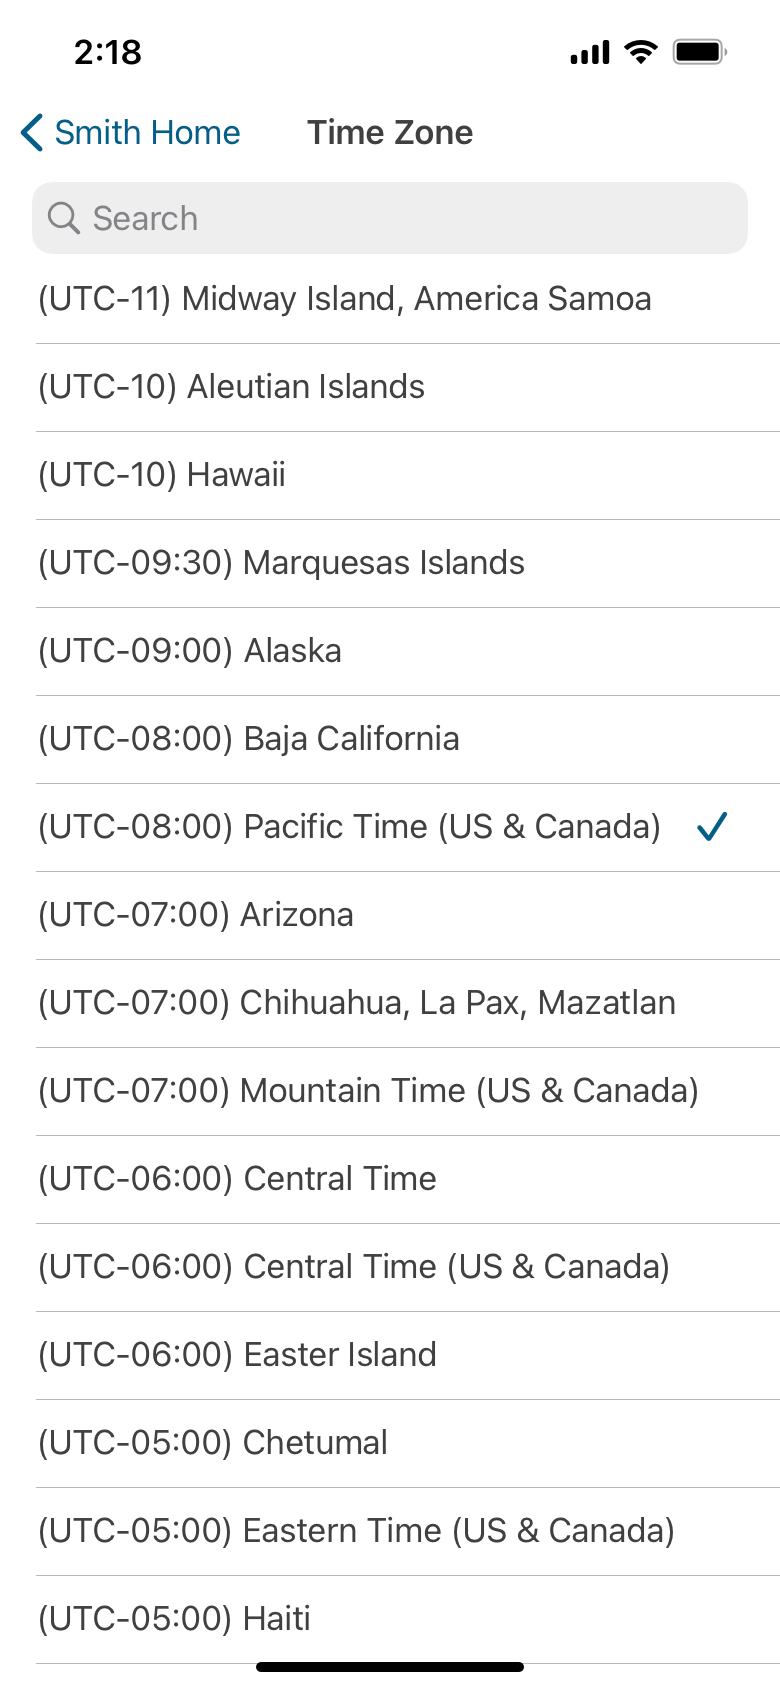 2:18
Smith Home
Time Zone
Search
(UTC-11) Midway Island, America Samoa
(UTC-10) Aleutian Islands
(UTC-10) Hawaii
(UTC-09:30) Marquesas Islands
(UTC-09:00) Alaska
(UTC-08:00) Baja California
(UTC-08:00) Pacific Time (US & Canada)
(UTC-07:00) Arizona
(UTC-07:00) Chihuahua, La Pax, Mazatlan
(UTC-07:00) Mountain Time (US & Canada)
(UTC-06:00) Central Time
(UTC-06:00) Central Time (US & Canada)
(UTC-06:00) Easter Island
(UTC-05:00) Chetumal
(UTC-05:00) Eastern Time (US & Canada)
(UTC-05:00) Haiti